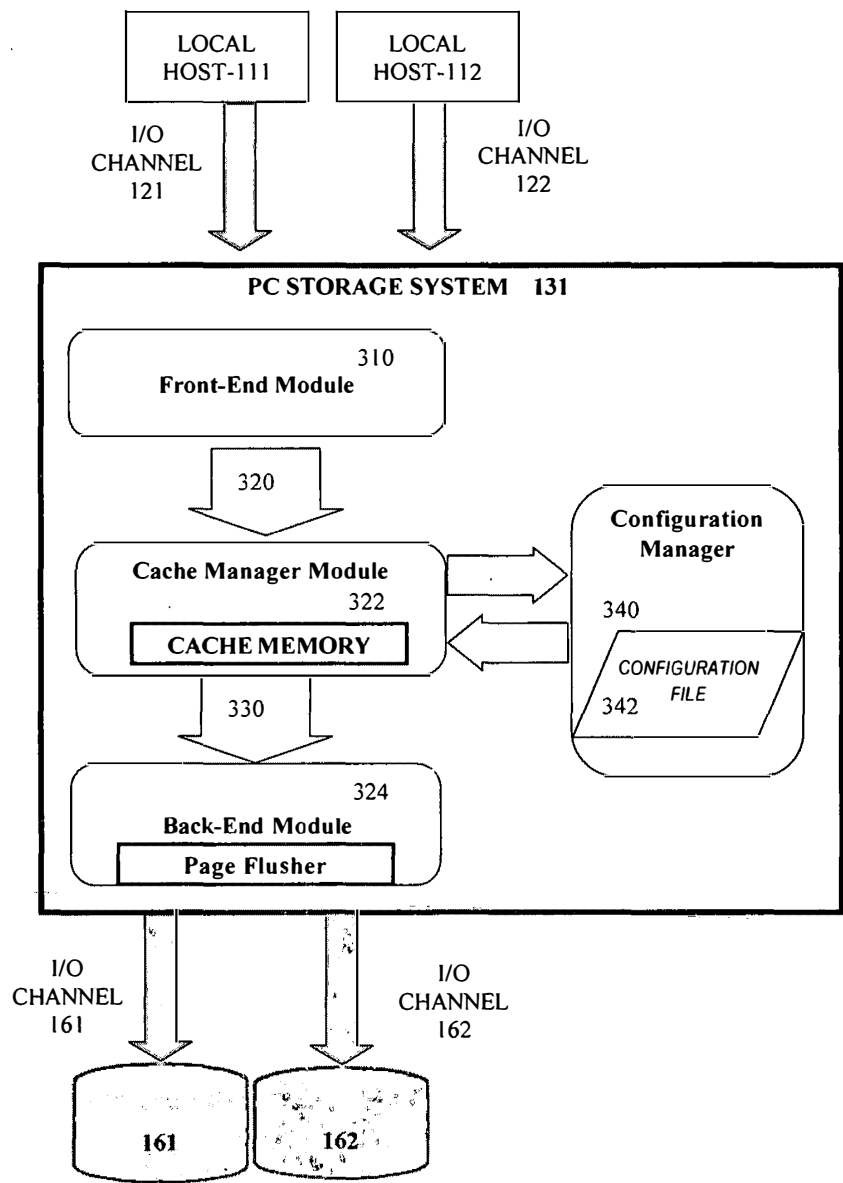 LOCAL
HOST-111
LOCAL
HOST-112
I/O
CHANNEL
121
I/O
CHANNEL
122
PC STORAGE SYSTEM 131
310
Front-End Module
320
Cache Manager Module
322
CACHE MEMORY
Configuration
Manager
340
CONFIGURATION
FILE
342
330
324
Back-End Module
Page Flusher
I/O
CHANNEL
161
I/O
CHANNEL
162
161
162